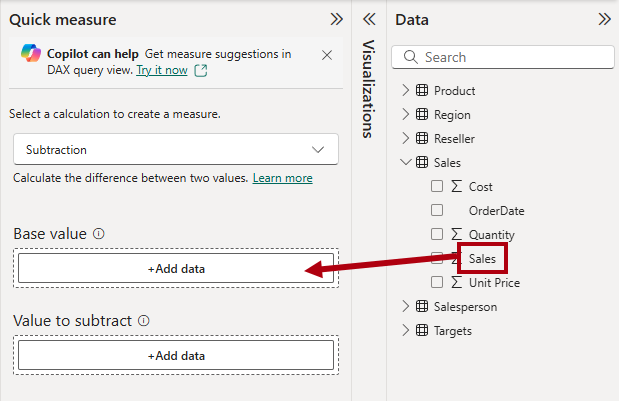 Quick measure
Copilot can help Get measure suggestions in
DAX query view. Try it now
Select a calculation to create a measure.
Subtraction
Calculate the difference between two values. Learn more
Base value
+Add data
Value to subtract
+Add data
Visualizations
Data
Search
Product
Region
Reseller
Sales
Cost
OrderDate
Quantity
Sales
Unit Price
Salesperson
Targets